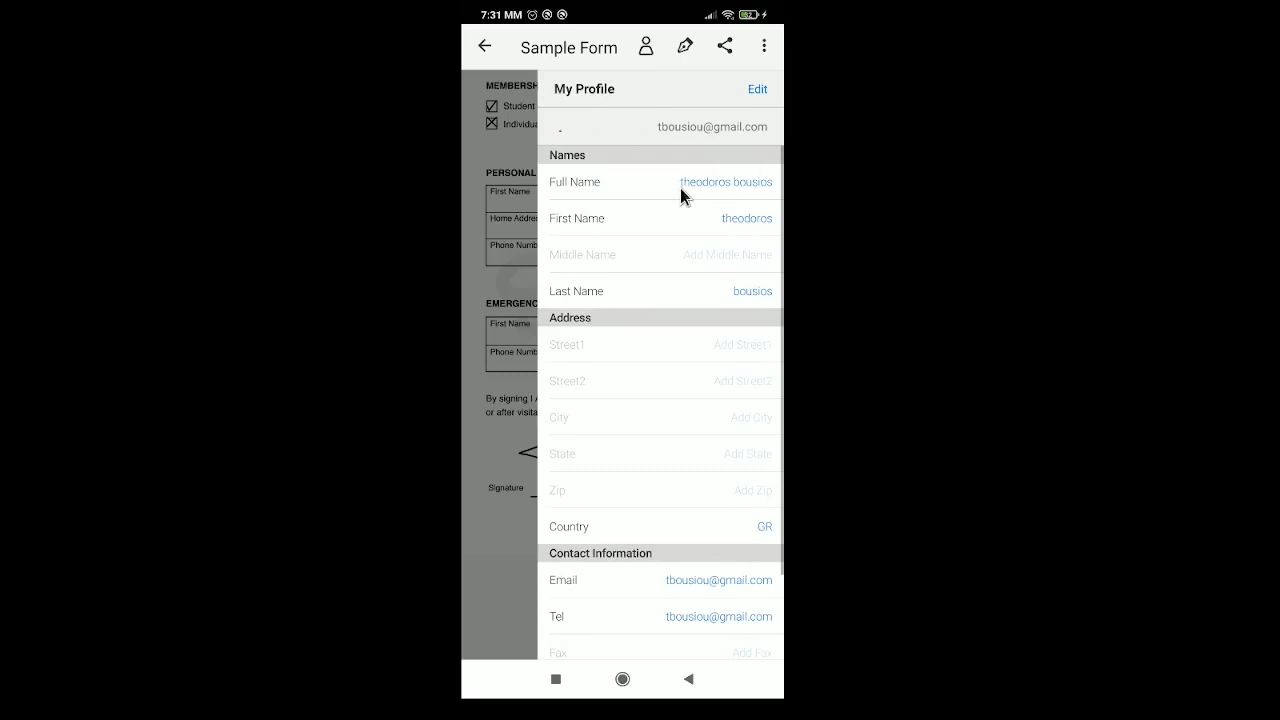 7:31 MM
Sample Form
MEMBERSH
Student
Individua
PERSONAL
First Name
Home Addre
Phone Numb
EMERGENC
First Name
Phone Numb
By signing I
or after visita
Signature
My Profile Edit
tbousiou@gmail.com
Names
Full Name theodoros bousios
First Name theodoros
Middle Name Add Middle Name
Last Name bousios
Address
Street1 Add Street1
Street2 Add Street2
City Add City
State Add State
Zip Add Zip
Country GR
Contact Information
Email tbousiou@gmail.com
Tel tbousiou@gmail.com
Fax Add Fax